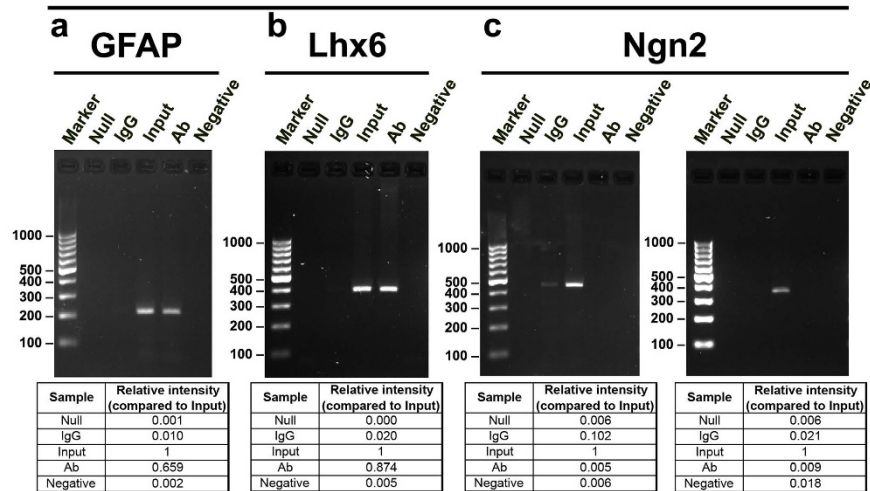 a
GFAP
b
Lhx6
c
Ngn2
Marker Null IgG Input Ab Negative
Marker Null IgG Input Ab Negative
Marker Null IgG Input Ab Negative
Marker Null IgG Input Ab Negative
1000
500
400
300
200
100
1000
500
400
300
200
100
1000
500
400
300
200
100
1000
500
400
300
200
100
Sample Relative intensity
(compared to Input)
Null 0.001
IgG 0.010
Input 1
Ab 0.659
Negative 0.002
Sample Relative intensity
(compared to Input)
Null 0.000
IgG 0.020
Input 1
Ab 0.874
Negative 0.005
Sample Relative intensity
(compared to Input)
Null 0.006
IgG 0.102
Input 1
Ab 0.005
Negative 0.006
Sample Relative intensity
(compared to Input)
Null 0.006
IgG 0.021
Input 1
Ab 0.009
Negative 0.018